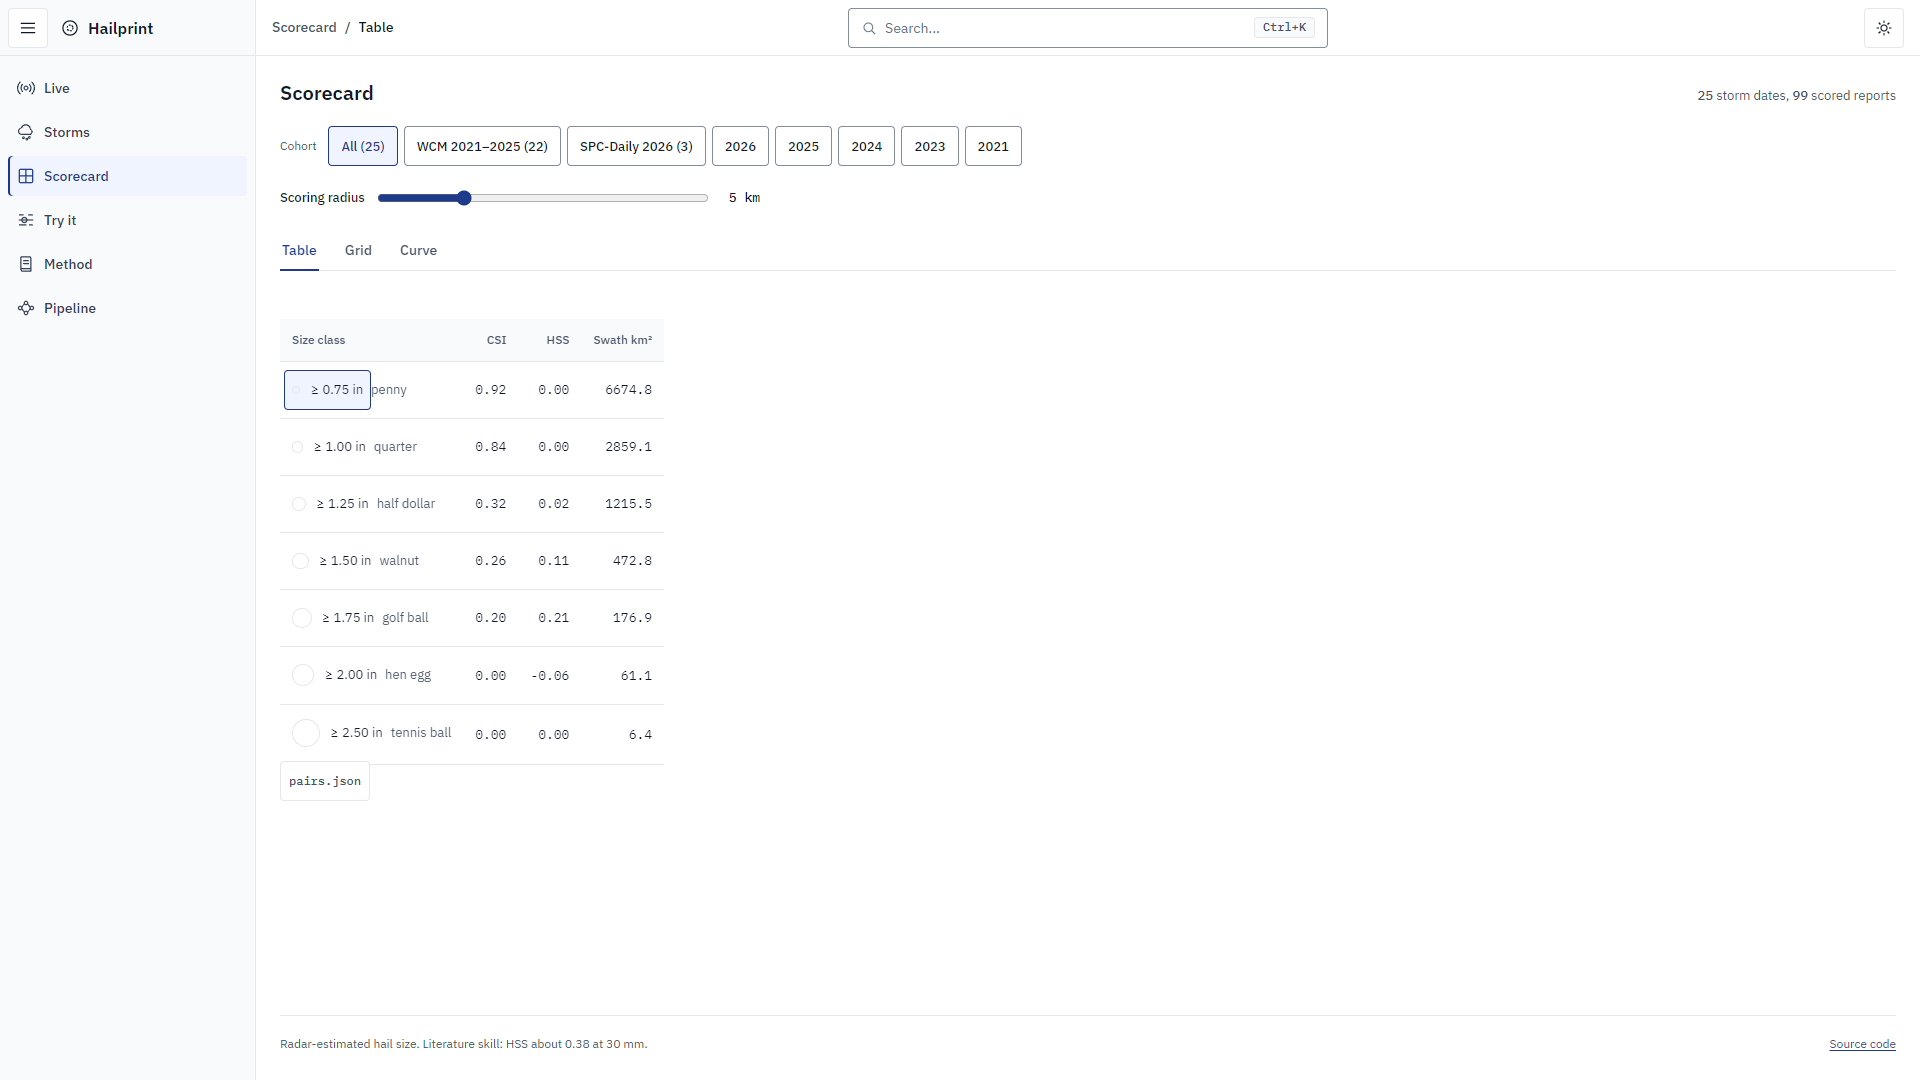 Hailprint
Scorecard / Table
Search...
Ctrl+K
Live
Storms
Scorecard
Try it
Method
Pipeline
Scorecard
25 storm dates, 99 scored reports
Cohort
All (25)
WCM 2021–2025 (22)
SPC-Daily 2026 (3)
2026
2025
2024
2023
2021
Scoring radius
5 km
Table
Grid
Curve
Size class CSI HSS Swath km²
≥ 0.75 in penny 0.92 0.00 6674.8
≥ 1.00 in quarter 0.84 0.00 2859.1
≥ 1.25 in half dollar 0.32 0.02 1215.5
≥ 1.50 in walnut 0.26 0.11 472.8
≥ 1.75 in golf ball 0.20 0.21 176.9
≥ 2.00 in hen egg 0.00 -0.06 61.1
≥ 2.50 in tennis ball 0.00 0.00 6.4
pairs.json
Radar-estimated hail size. Literature skill: HSS about 0.38 at 30 mm.
Source code